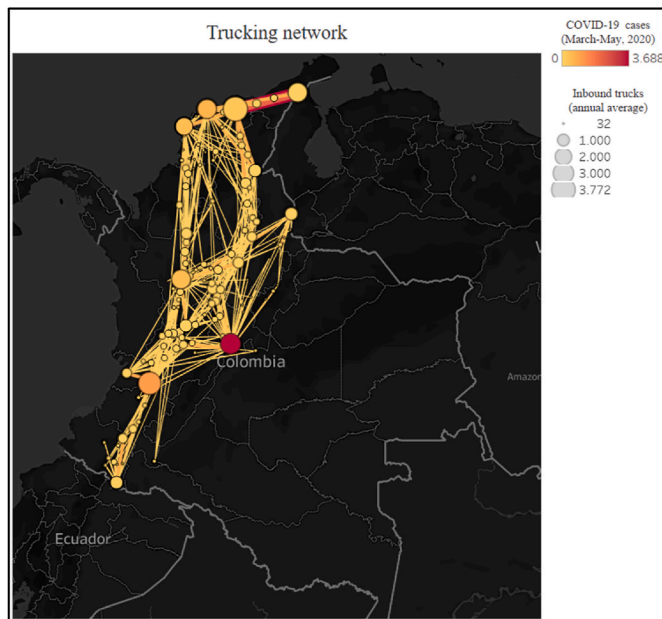 Trucking network
COVID-19 cases
(March-May, 2020)
0 3.688
Inbound trucks
(annual average)
32
1.000
2.000
3.000
3.772
Colombia
Amazon
Ecuador